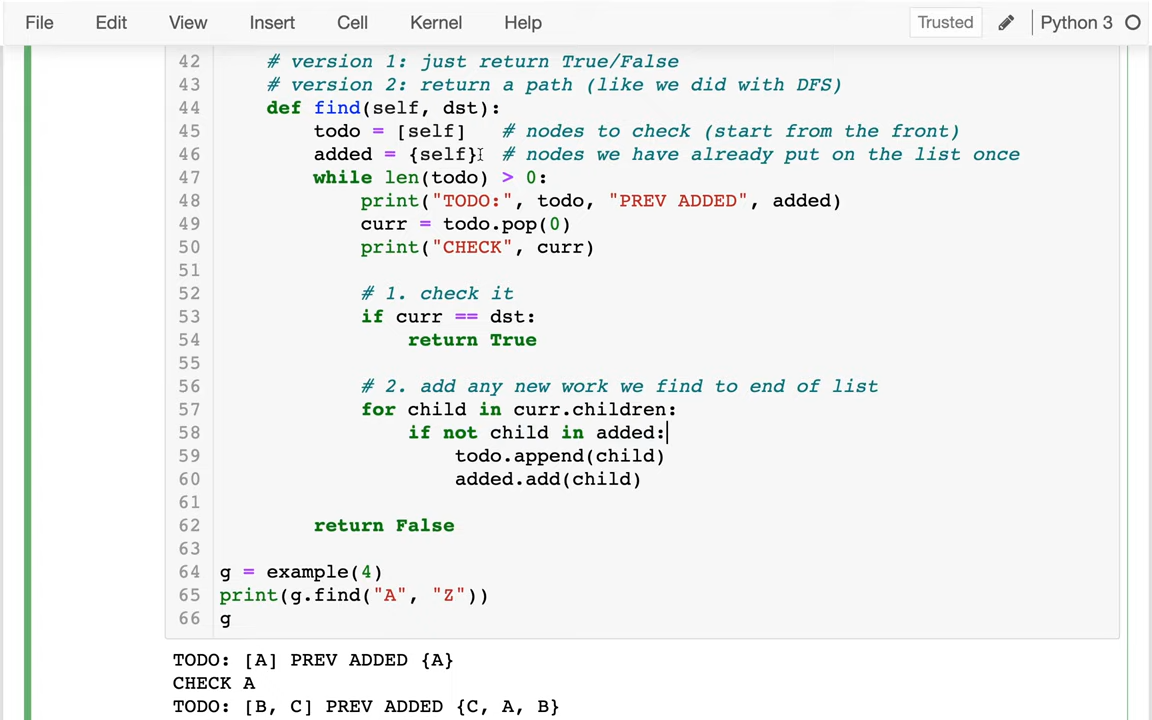 File Edit View Insert Cell Kernel Help Trusted Python 3
42 # version 1: just return True/False
43 # version 2: return a path (like we did with DFS)
44 def find(self, dst):
45 todo = [self] # nodes to check (start from the front)
46 added = {self} # nodes we have already put on the list once
47 while len(todo) > 0:
48 print("TODO:", todo, "PREV ADDED", added)
49 curr = todo.pop(0)
50 print("CHECK", curr)
51
52 # 1. check it
53 if curr == dst:
54 return True
55
56 # 2. add any new work we find to end of list
57 for child in curr.children:
58 if not child in added:
59 todo.append(child)
60 added.add(child)
61
62 return False
63
64 g = example(4)
65 print(g.find("A", "Z"))
66 g
TODO: [A] PREV ADDED {A}
CHECK A
TODO: [B, C] PREV ADDED {C, A, B}